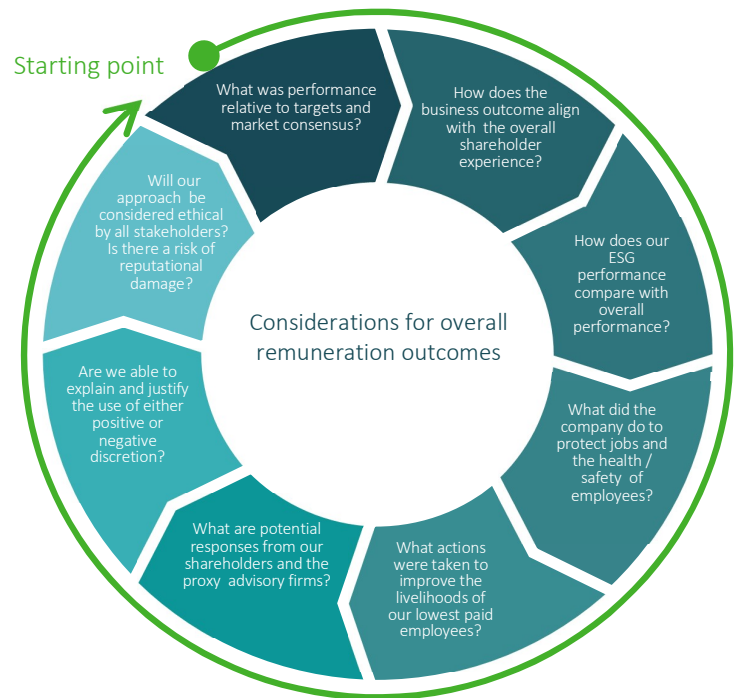 Starting point
What was performance
relative to targets and
market consensus?
How does the
business outcome align
with the overall
shareholder
experience?
How does our
ESG
performance
compare with
overall
performance?
What did the
company do to
protect jobs and
the health /
safety of
employees?
What actions
were taken to
improve the
livelihoods of
our lowest paid
employees?
What are potential
responses from our
shareholders and the
proxy advisory firms?
Are we able to
explain and justify
the use of either
positive or
negative
discretion?
Will our
approach be
considered ethical
by all stakeholders?
Is there a risk of
reputational
damage?
Considerations for overall
remuneration outcomes